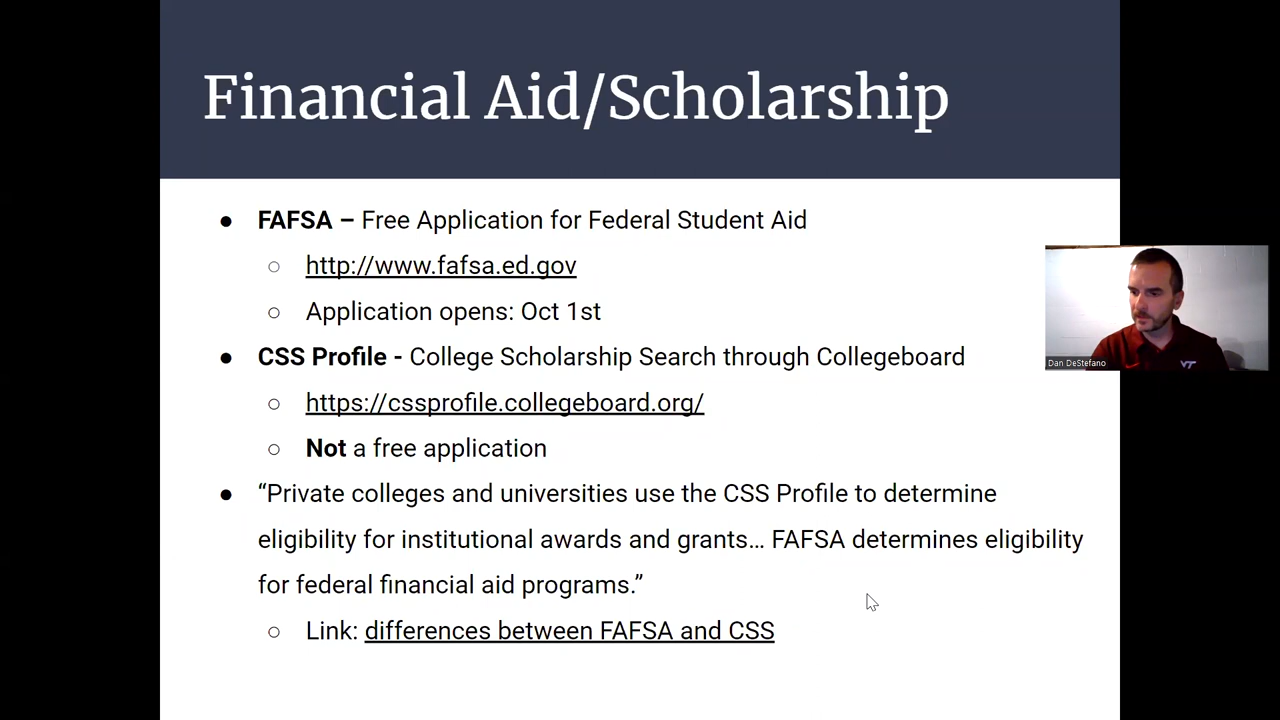 Financial Aid/Scholarship
● FAFSA – Free Application for Federal Student Aid
○ http://www.fafsa.ed.gov
○ Application opens: Oct 1st
● CSS Profile - College Scholarship Search through Collegeboard
○ https://cssprofile.collegeboard.org/
○ Not a free application
● “Private colleges and universities use the CSS Profile to determine
eligibility for institutional awards and grants… FAFSA determines eligibility
for federal financial aid programs.”
○ Link: differences between FAFSA and CSS
Dan DeStefano
VT